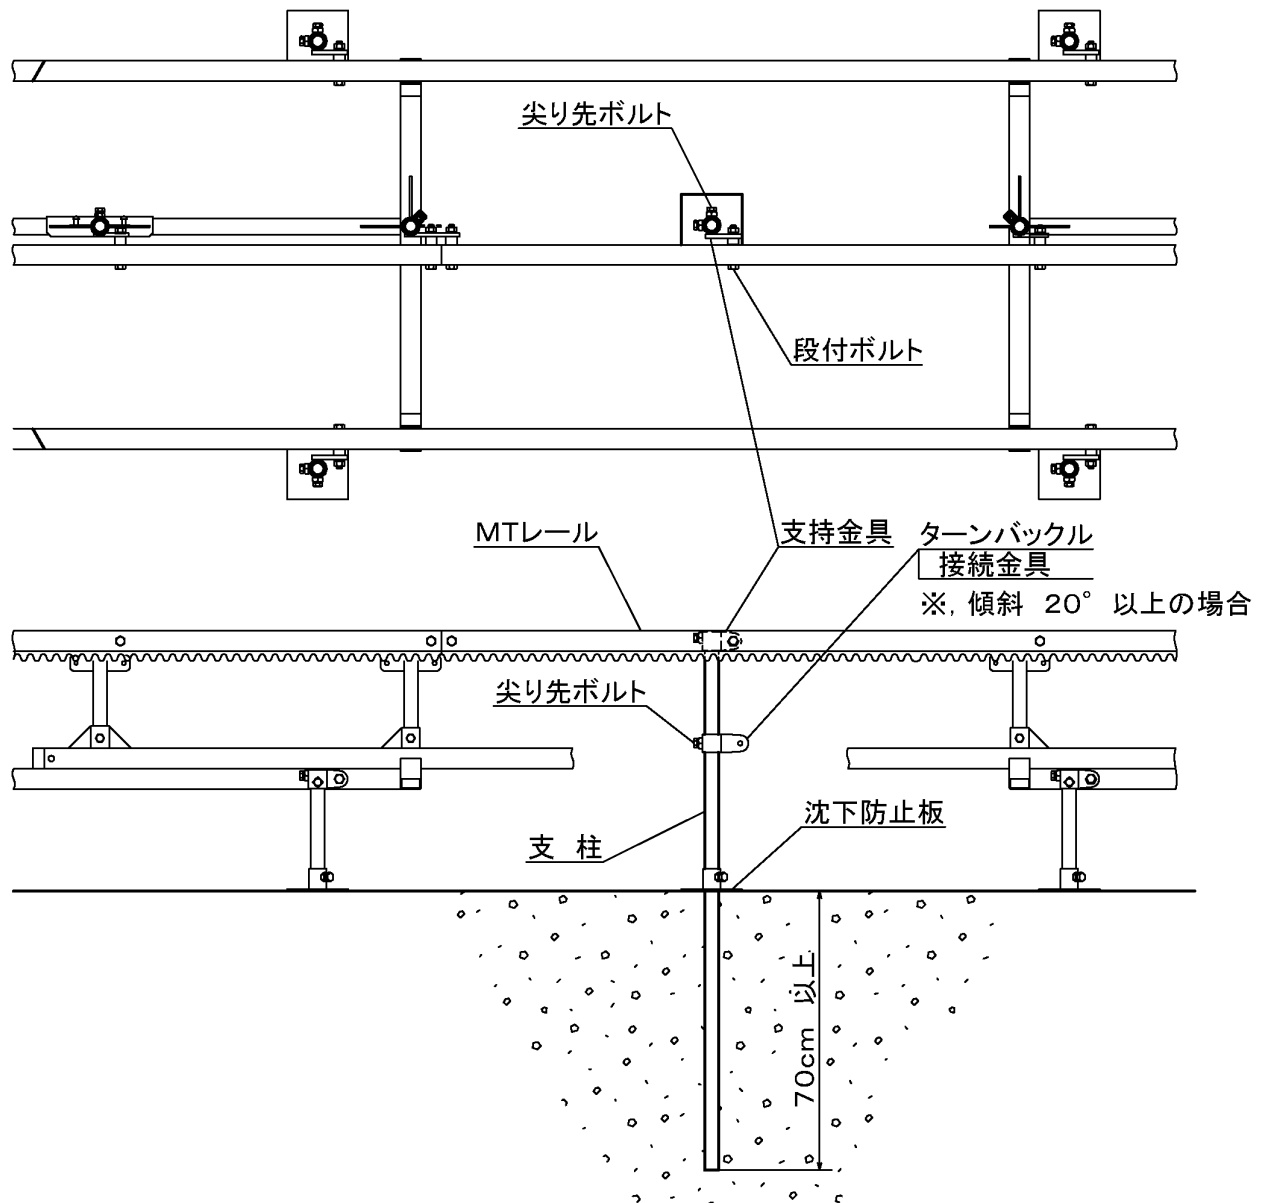 尖り先ボルト
段付ボルト
MTレール
支持金具
ターンバックル
接続金具
※, 傾斜 20° 以上の場合
尖り先ボルト
沈下防止板
支 柱
70cm 以上